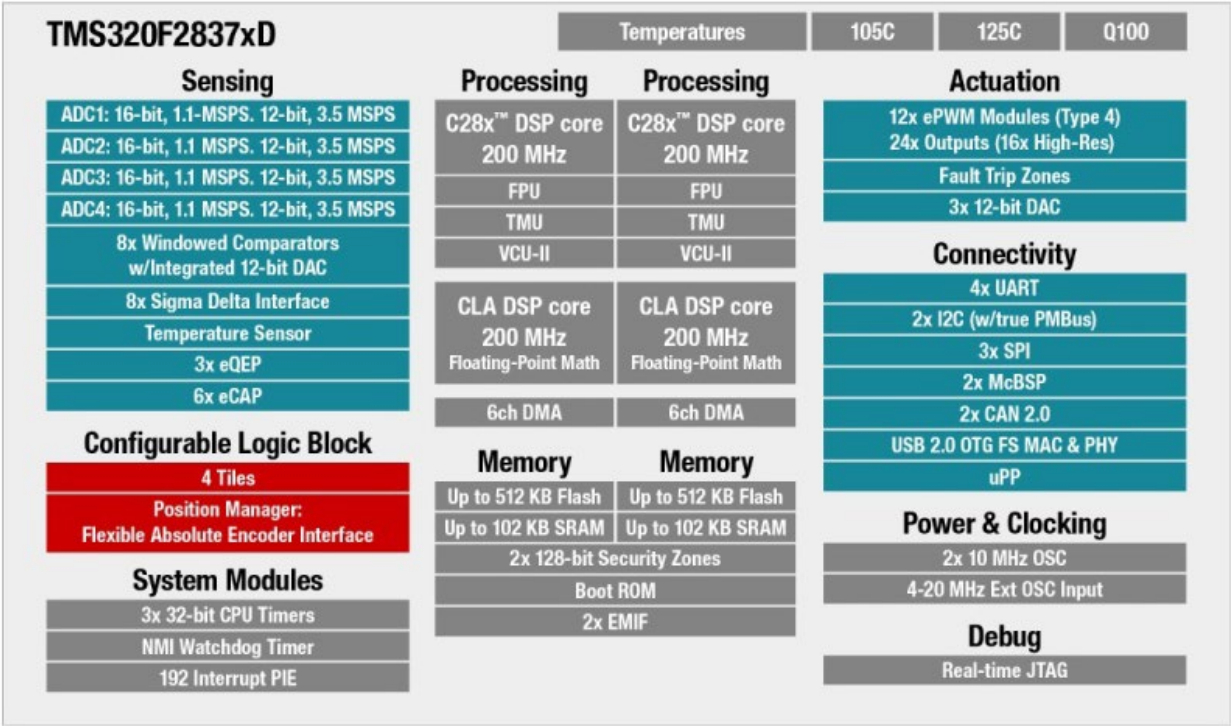 TMS320F2837xD
Temperatures
105C
125C
Q100
Sensing
ADC1: 16-bit, 1.1-MSPS. 12-bit, 3.5 MSPS
ADC2: 16-bit, 1.1 MSPS. 12-bit, 3.5 MSPS
ADC3: 16-bit, 1.1 MSPS. 12-bit, 3.5 MSPS
ADC4: 16-bit, 1.1 MSPS. 12-bit, 3.5 MSPS
8x Windowed Comparators
w/Integrated 12-bit DAC
8x Sigma Delta Interface
Temperature Sensor
3x eQEP
6x eCAP
Configurable Logic Block
4 Tiles
Position Manager:
Flexible Absolute Encoder Interface
System Modules
3x 32-bit CPU Timers
NMI Watchdog Timer
192 Interrupt PIE
Processing
C28x™ DSP core
200 MHz
FPU
TMU
VCU-II
CLA DSP core
200 MHz
Floating-Point Math
6ch DMA
Memory
Up to 512 KB Flash
Up to 102 KB SRAM
Processing
C28x™ DSP core
200 MHz
FPU
TMU
VCU-II
CLA DSP core
200 MHz
Floating-Point Math
6ch DMA
Memory
Up to 512 KB Flash
Up to 102 KB SRAM
2x 128-bit Security Zones
Boot ROM
2x EMIF
Actuation
12x ePWM Modules (Type 4)
24x Outputs (16x High-Res)
Fault Trip Zones
3x 12-bit DAC
Connectivity
4x UART
2x I2C (w/true PMBus)
3x SPI
2x McBSP
2x CAN 2.0
USB 2.0 OTG FS MAC & PHY
uPP
Power & Clocking
2x 10 MHz OSC
4-20 MHz Ext OSC Input
Debug
Real-time JTAG